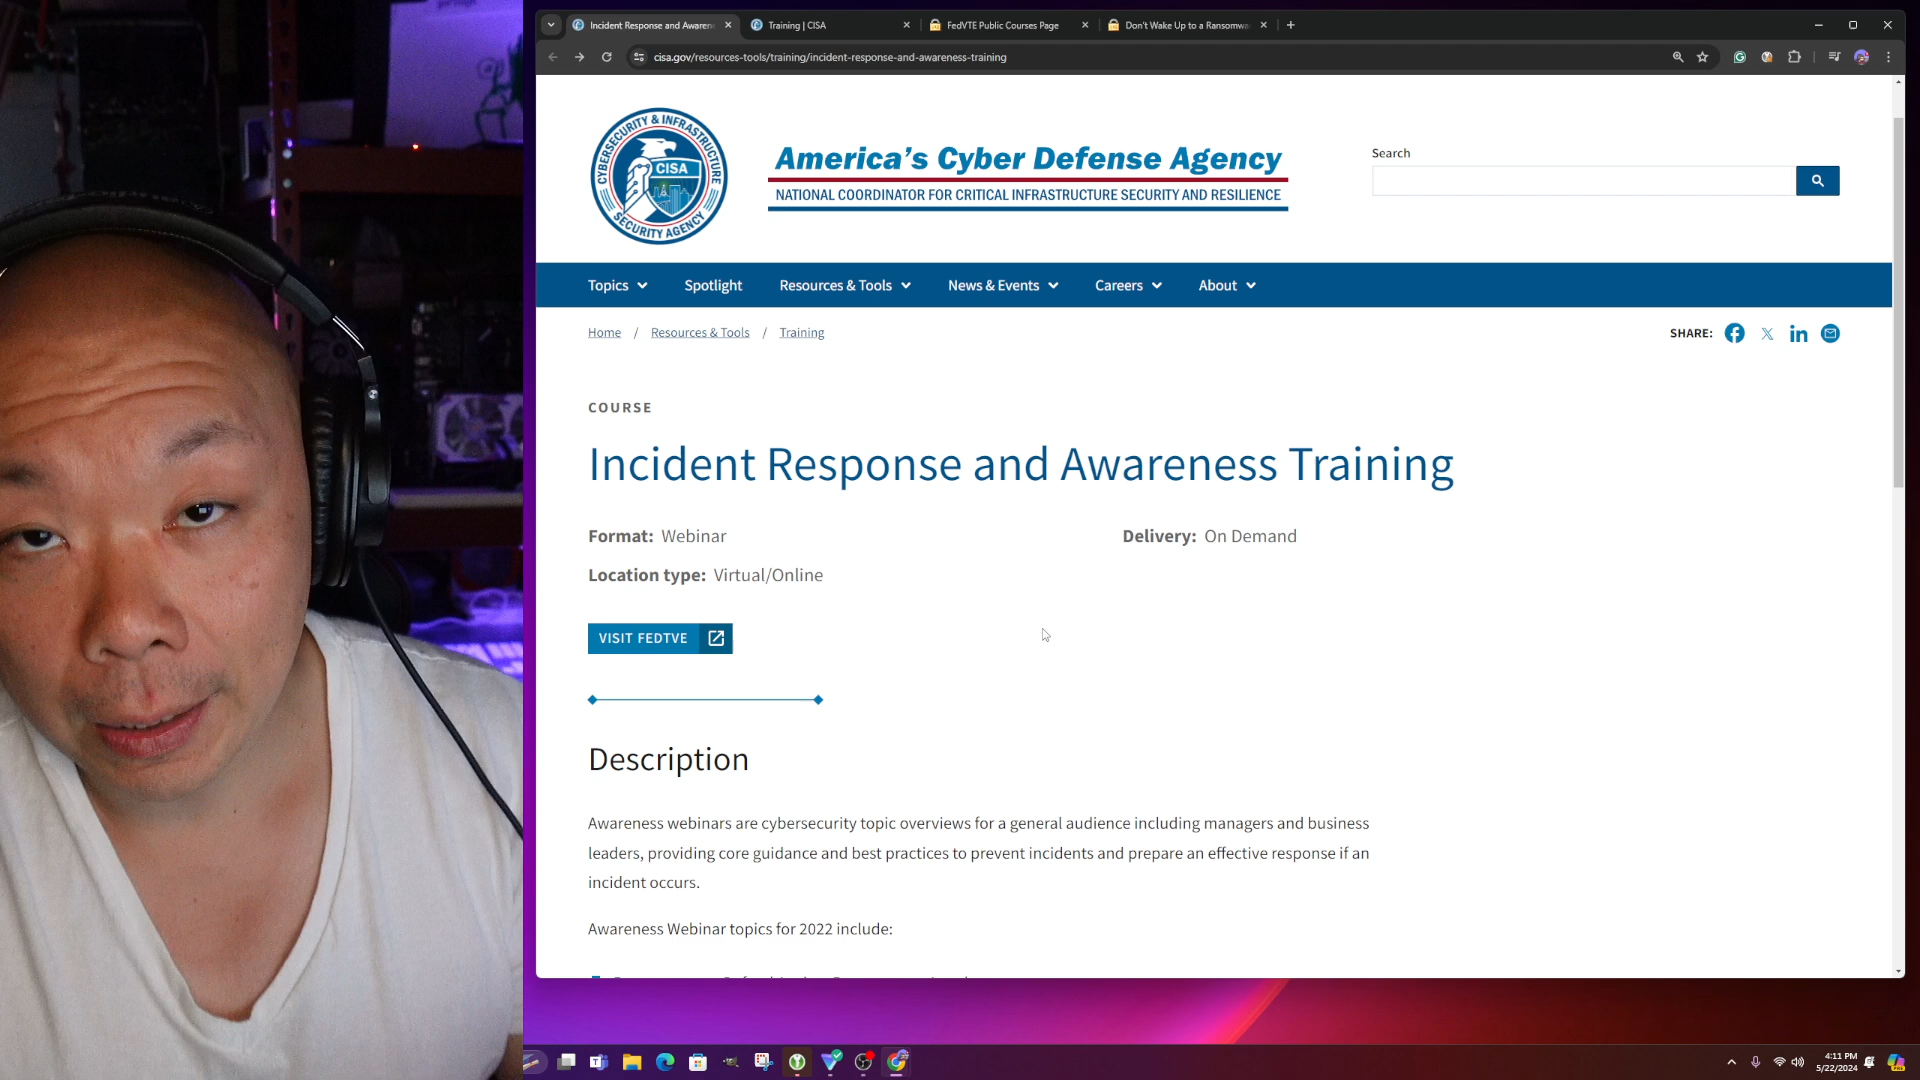 Incident Response and Awaren
Training | CISA
FedVTE Public Courses Page
Don't Wake Up to a Ransomwa
cisa.gov/resources-tools/training/incident-response-and-awareness-training
CYBERSECURITY & INFRASTRUCTURE
CISA
SECURITY AGENCY
America's Cyber Defense Agency
NATIONAL COORDINATOR FOR CRITICAL INFRASTRUCTURE SECURITY AND RESILIENCE
Search
Topics Spotlight Resources & Tools News & Events Careers About
Home / Resources & Tools / Training
SHARE:
COURSE
Incident Response and Awareness Training
Format: Webinar
Delivery: On Demand
Location type: Virtual/Online
VISIT FEDTVE
Description
Awareness webinars are cybersecurity topic overviews for a general audience including managers and business
leaders, providing core guidance and best practices to prevent incidents and prepare an effective response if an
incident occurs.
Awareness Webinar topics for 2022 include:
4:11 PM
5/22/2024